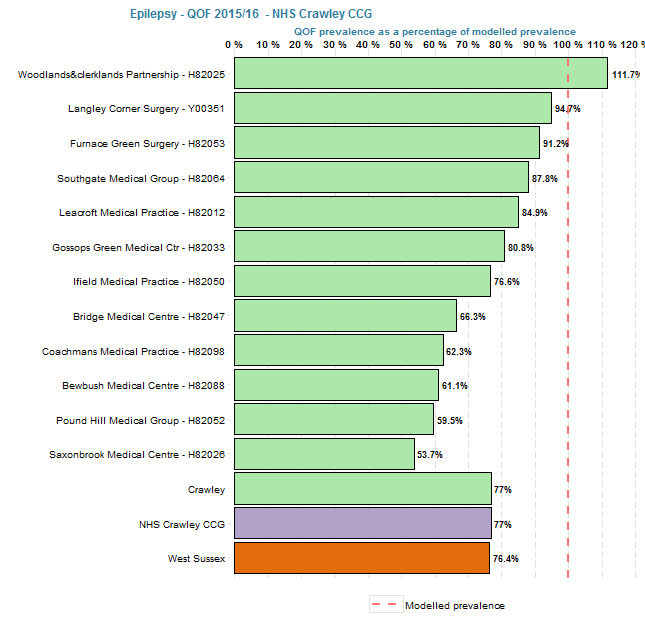 Epilepsy - QOF 2015/16 - NHS Crawley CCG
QOF prevalence as a percentage of modelled prevalence
0 % 10 % 20 % 30 % 40 % 50 % 60 % 70 % 80 % 90 % 100 % 110 % 120 %
Woodlands&clerklands Partnership - H82025 111.7%
Langley Corner Surgery - Y00351 94.7%
Furnace Green Surgery - H82053 91.2%
Southgate Medical Group - H82064 87.8%
Leacroft Medical Practice - H82012 84.9%
Gossops Green Medical Ctr - H82033 80.8%
Ifield Medical Practice - H82050 76.6%
Bridge Medical Centre - H82047 66.3%
Coachmans Medical Practice - H82098 62.3%
Bewbush Medical Centre - H82088 61.1%
Pound Hill Medical Group - H82052 59.5%
Saxonbrook Medical Centre - H82026 53.7%
Crawley 77%
NHS Crawley CCG 77%
West Sussex 76.4%
Modelled prevalence